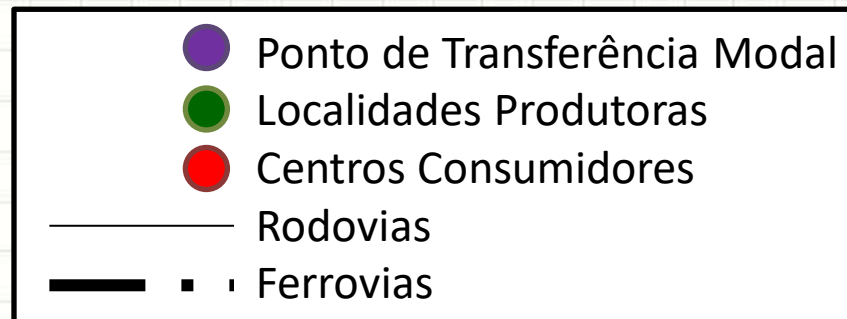 Ponto de Transferência Modal
Localidades Produtoras
Centros Consumidores
Rodovias
Ferrovias